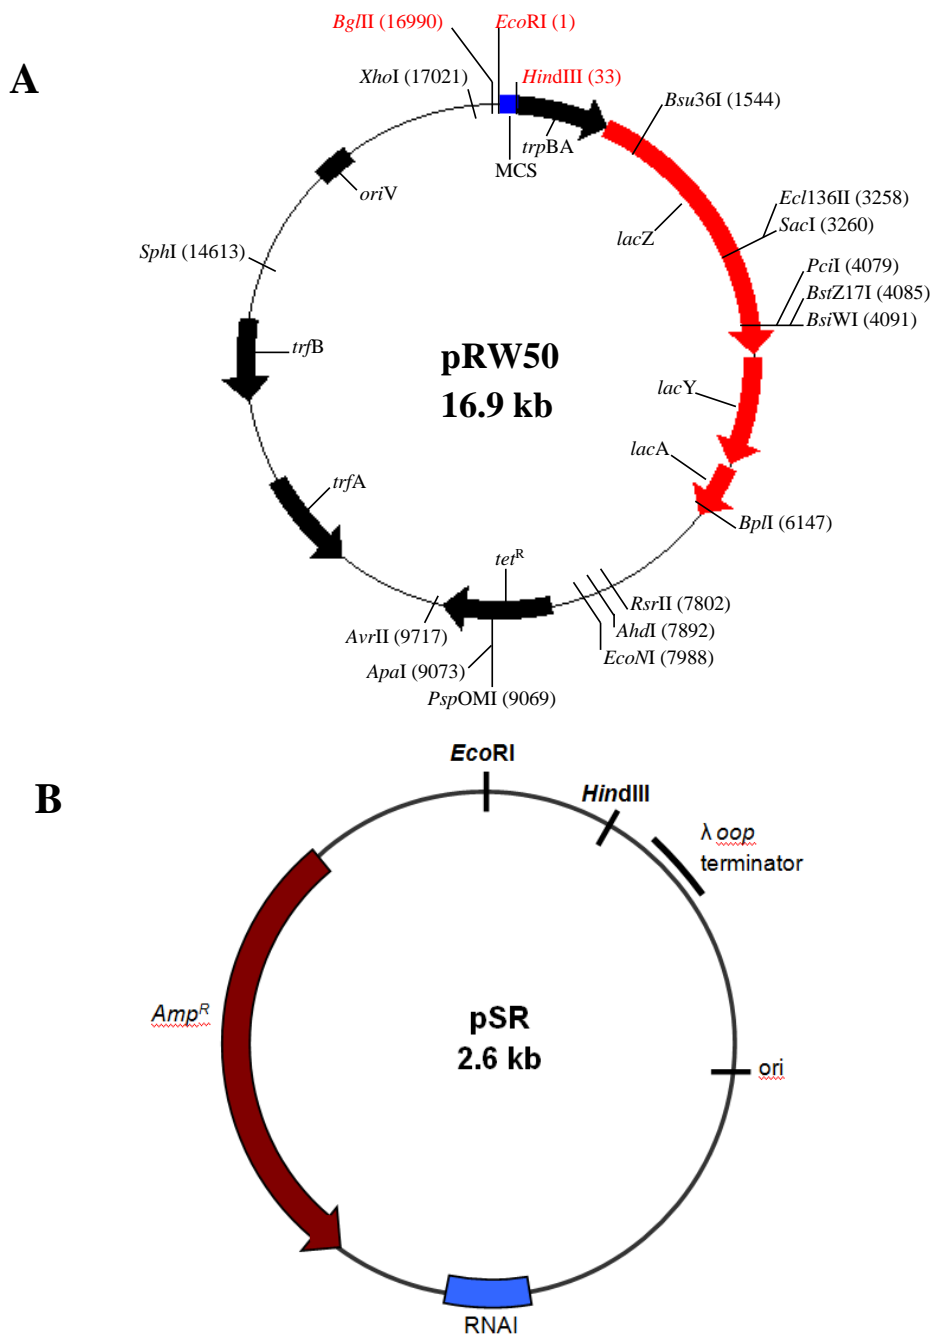 A
BglII (16990)
EcoRI (1)
XhoI (17021)
HindIII (33)
Bsu36I (1544)
trpBA
MCS
oriV
Ecl136II (3258)
SacI (3260)
lacZ
SphI (14613)
PciI (4079)
BstZ17I (4085)
BsiWI (4091)
trfB
pRW50
16.9 kb
lacY
lacA
trfA
BplI (6147)
tetR
RsrII (7802)
AhdI (7892)
EcoNI (7988)
AvrII (9717)
ApaI (9073)
PspOMI (9069)
B
EcoRI
HindIII
λ oop
terminator
AmpR
pSR
2.6 kb
ori
RNAI